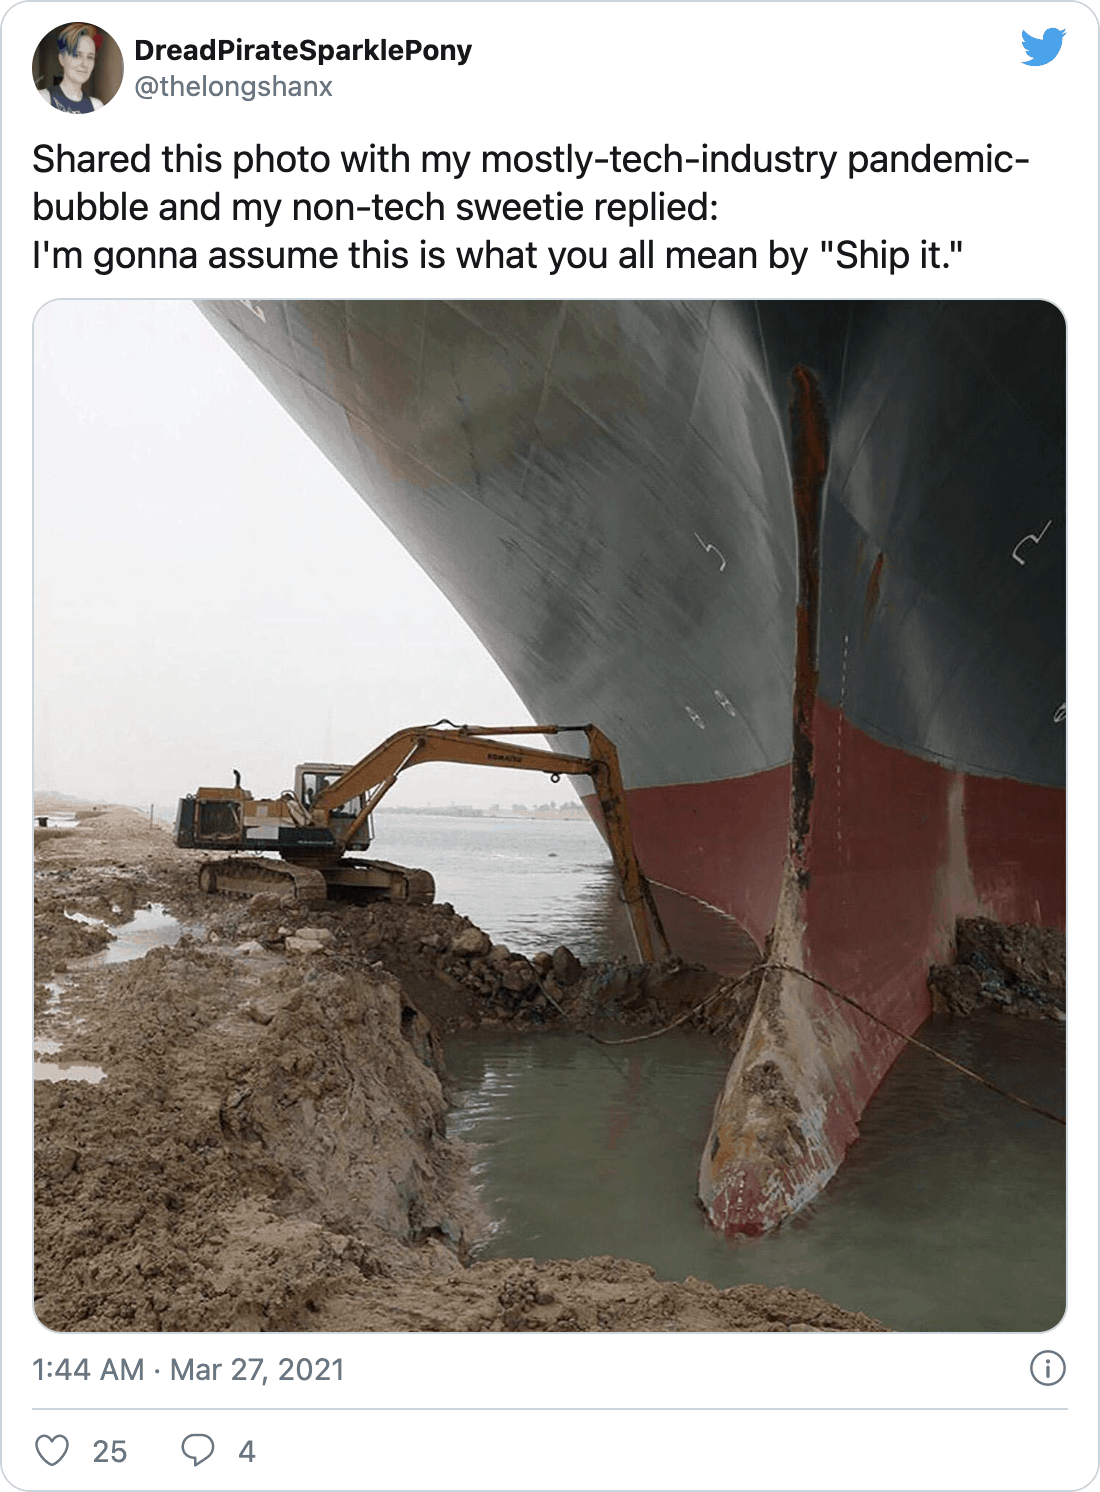 DreadPirateSparklePony
@thelongshanx
Shared this photo with my mostly-tech-industry pandemic-
bubble and my non-tech sweetie replied:
I'm gonna assume this is what you all mean by "Ship it."
KOMATSU
1:44 AM · Mar 27, 2021
25
4